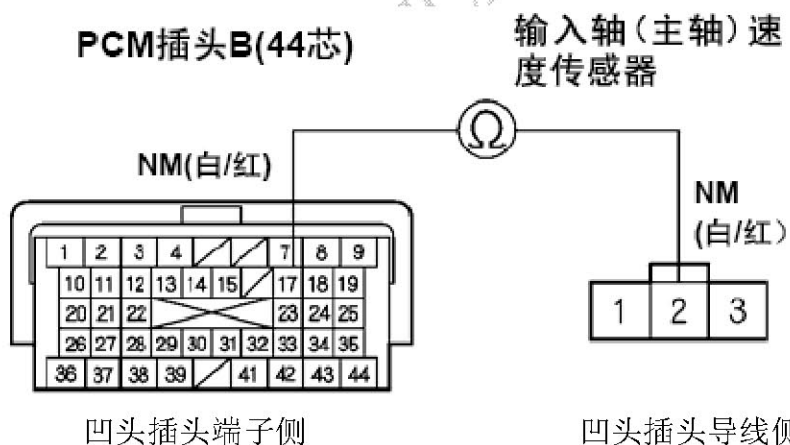 PCM插头B(44芯)
输入轴(主轴)速
度传感器
Ω
NM(白/红)
NM
(白/红)
1 2 3 4 7 8 9
10 11 12 13 14 15 17 18 19
20 21 22 23 24 25
26 27 28 29 30 31 32 33 34 35
36 37 38 39 41 42 43 44
1 2 3
凹头插头端子侧
凹头插头导线侧